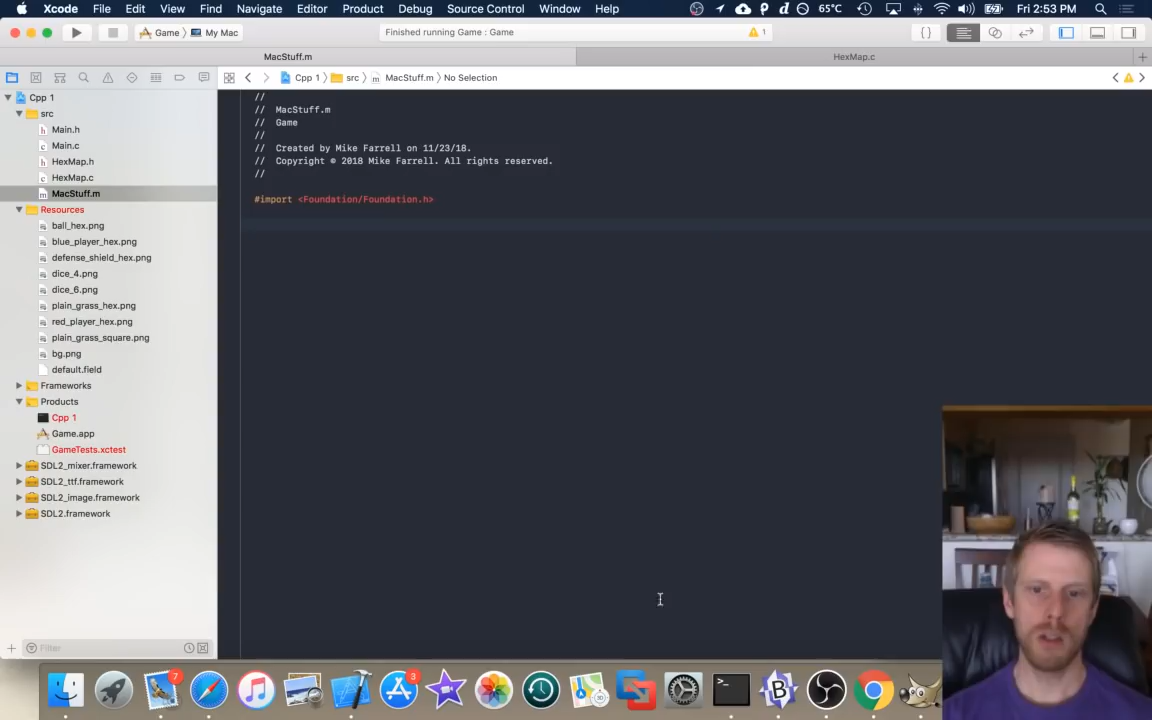 Xcode File Edit View Find Navigate Editor Product Debug Source Control Window Help 65°C Fri 2:53 PM
Game My Mac Finished running Game : Game 1
MacStuff.m HexMap.c
Cpp 1 src MacStuff.m No Selection
Cpp 1
src
Main.h
Main.c
HexMap.h
HexMap.c
MacStuff.m
Resources
ball_hex.png
blue_player_hex.png
defense_shield_hex.png
dice_4.png
dice_6.png
plain_grass_hex.png
red_player_hex.png
plain_grass_square.png
bg.png
default.field
Frameworks
Products
Cpp 1
Game.app
GameTests.xctest
SDL2_mixer.framework
SDL2_ttf.framework
SDL2_image.framework
SDL2.framework
Filter
//
// MacStuff.m
// Game
//
// Created by Mike Farrell on 11/23/18.
// Copyright © 2018 Mike Farrell. All rights reserved.
//
#import <Foundation/Foundation.h>
7
3